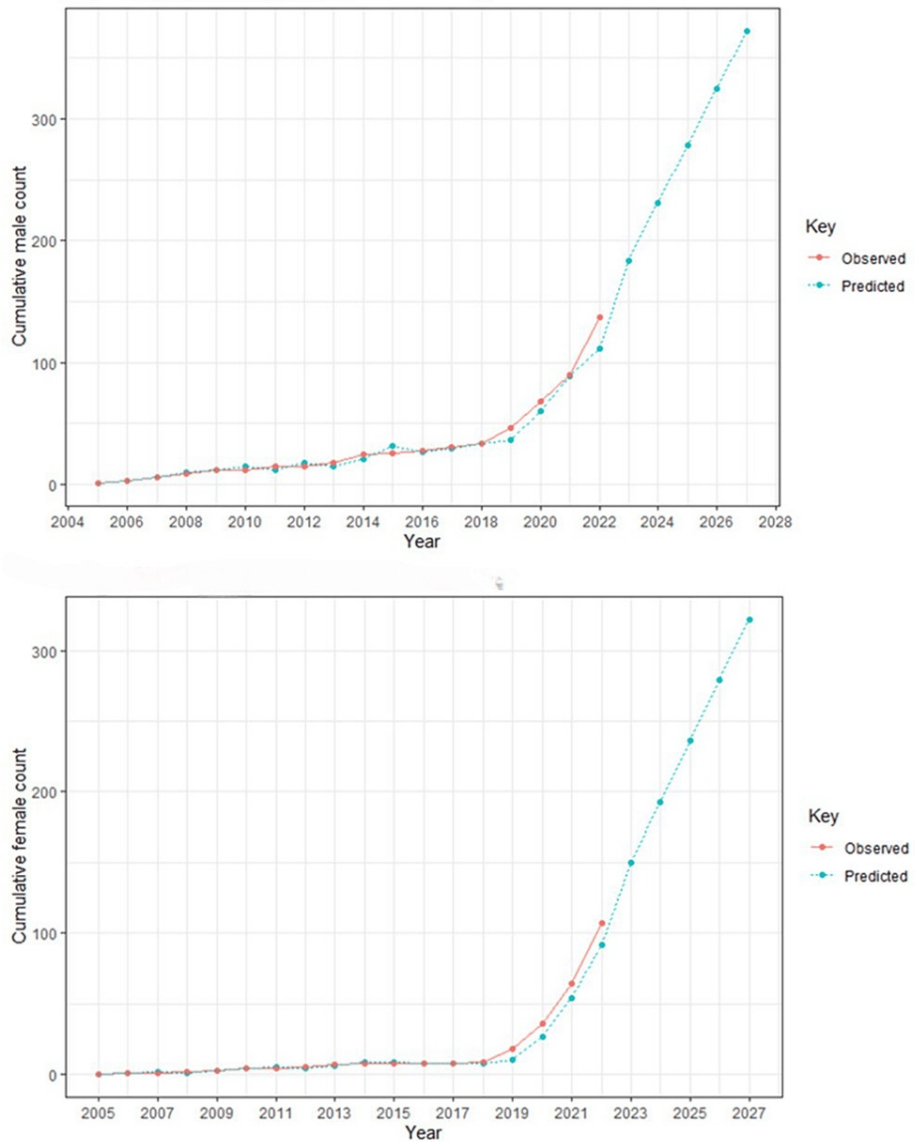 Cumulative male count
300
200
100
0
2004 2006 2008 2010 2012 2014 2016 2018 2020 2022 2024 2026 2028
Year
Key
Observed
Predicted
Cumulative female count
300
200
100
0
2005 2007 2009 2011 2013 2015 2017 2019 2021 2023 2025 2027
Year
Key
Observed
Predicted